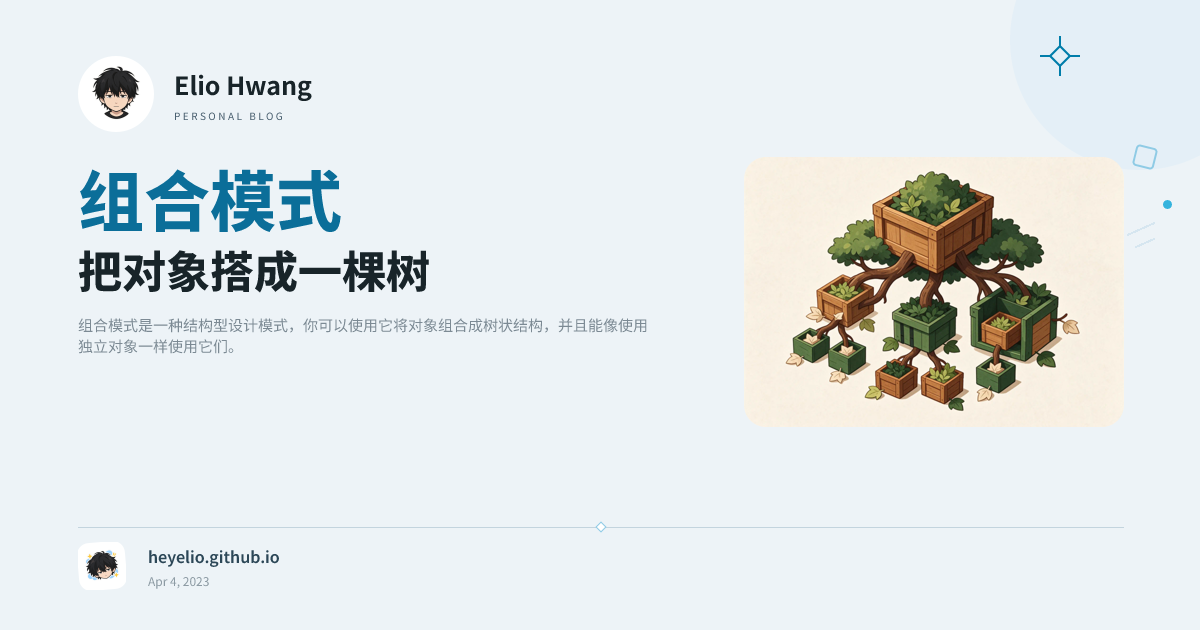 Elio Hwang
PERSONAL BLOG
组合模式
把对象搭成一棵树
组合模式是一种结构型设计模式，你可以使用它将对象组合成树状结构，并且能像使用
独立对象一样使用它们。
heyelio.github.io
Apr 4, 2023